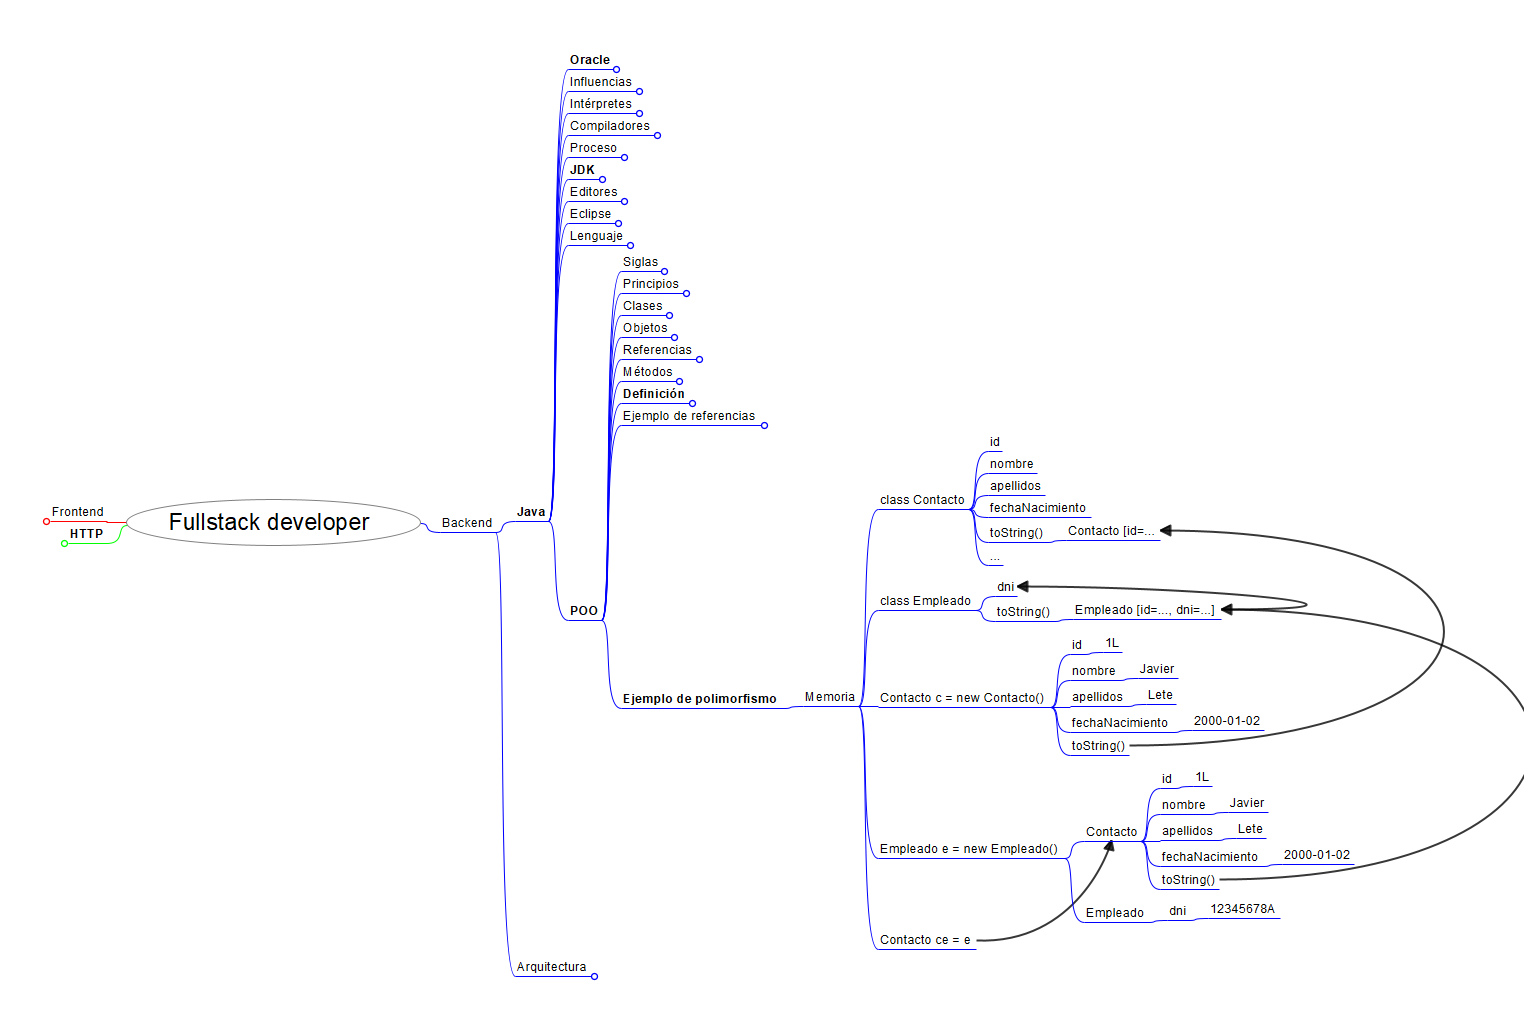 Fullstack developer
Frontend
HTTP
Backend
Java
Oracle
Influencias
Intérpretes
Compiladores
Proceso
JDK
Editores
Eclipse
Lenguaje
POO
Siglas
Principios
Clases
Objetos
Referencias
Métodos
Definición
Ejemplo de referencias
Ejemplo de polimorfismo
Memoria
class Contacto
id
nombre
apellidos
fechaNacimiento
toString()
Contacto [id=...
...
class Empleado
dni
toString()
Empleado [id=..., dni=...]
Contacto c = new Contacto()
id
1L
nombre
Javier
apellidos
Lete
fechaNacimiento
2000-01-02
toString()
Empleado e = new Empleado()
Contacto
id
1L
nombre
Javier
apellidos
Lete
fechaNacimiento
2000-01-02
toString()
Empleado
dni
12345678A
Contacto ce = e
Arquitectura